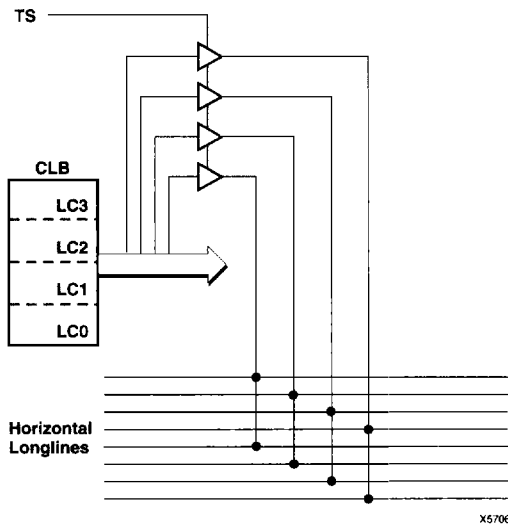 TS
CLB
LC3
LC2
LC1
LC0
Horizontal
Longlines
X5706